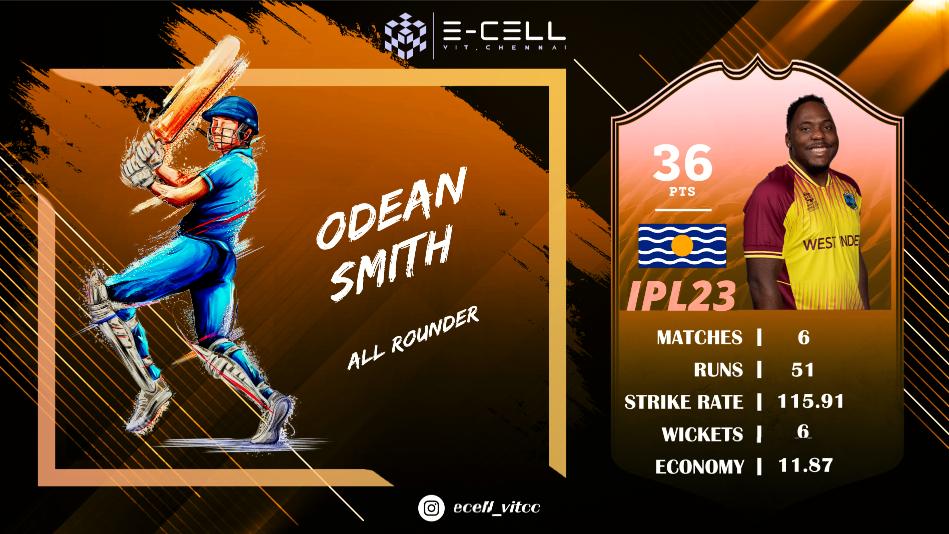 E-CELL
VIT, CHENNAI
ODEAN
SMITH
ALL ROUNDER
36
PTS
IPL23
WEST INDIE
MATCHES | 6
RUNS | 51
STRIKE RATE | 115.91
WICKETS | 6
ECONOMY | 11.87
ecell_vitcc